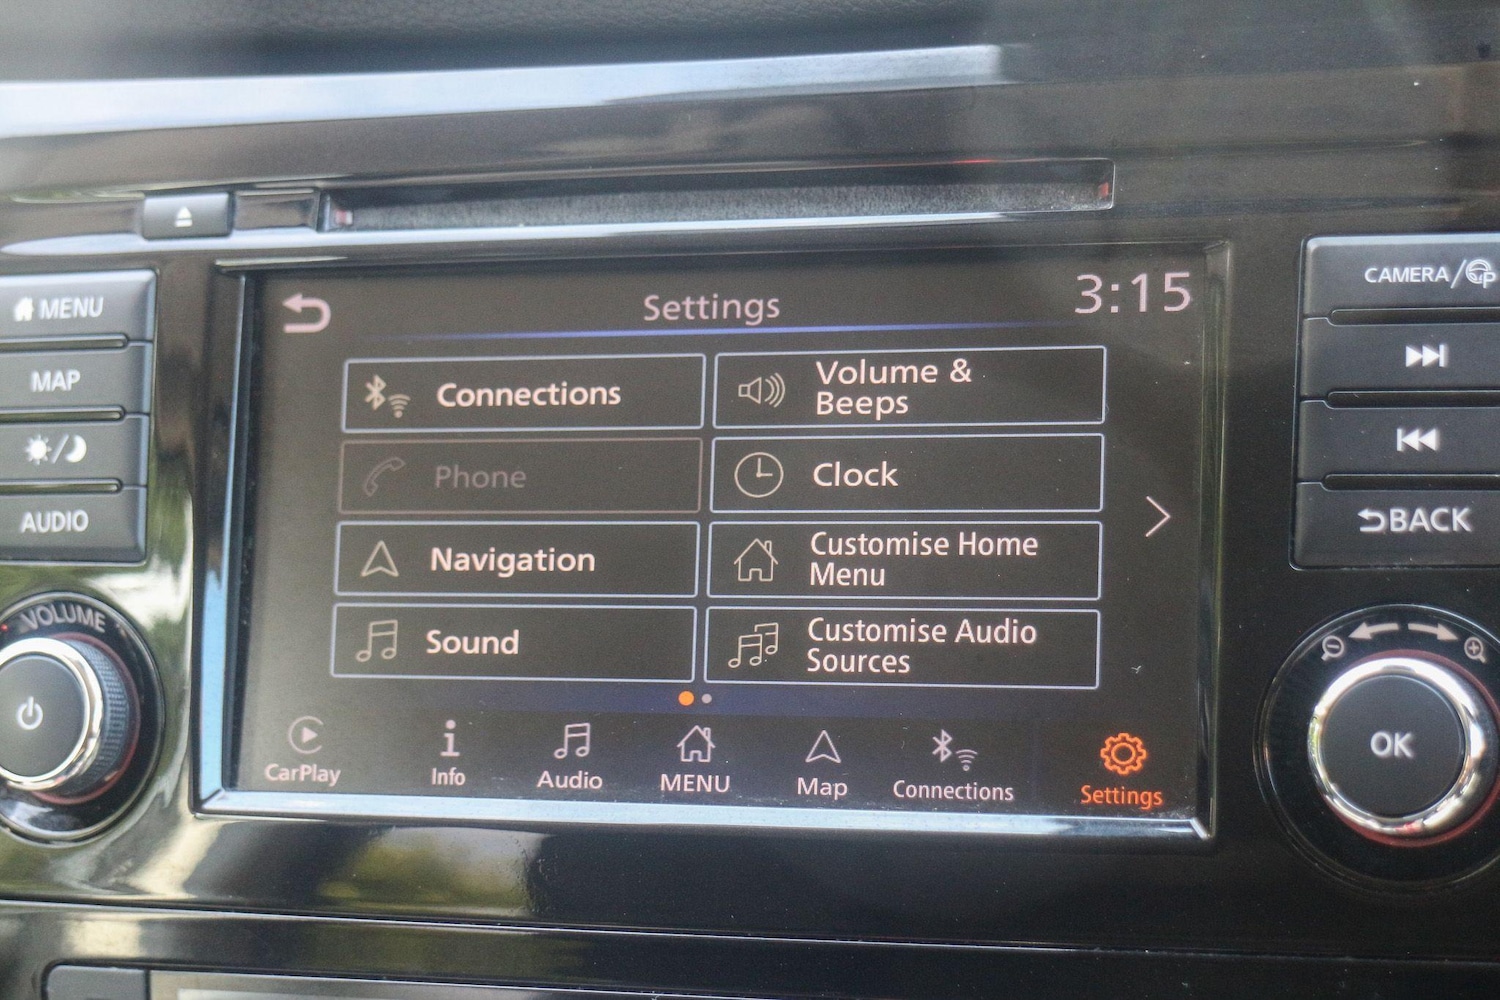 Settings
3:15
Connections
Volume &
Beeps
Phone
Clock
Navigation
Customise Home
Menu
Sound
Customise Audio
Sources
CarPlay
Info
Audio
MENU
Map
Connections
Settings
MENU
MAP
AUDIO
VOLUME
CAMERA/P
BACK
OK